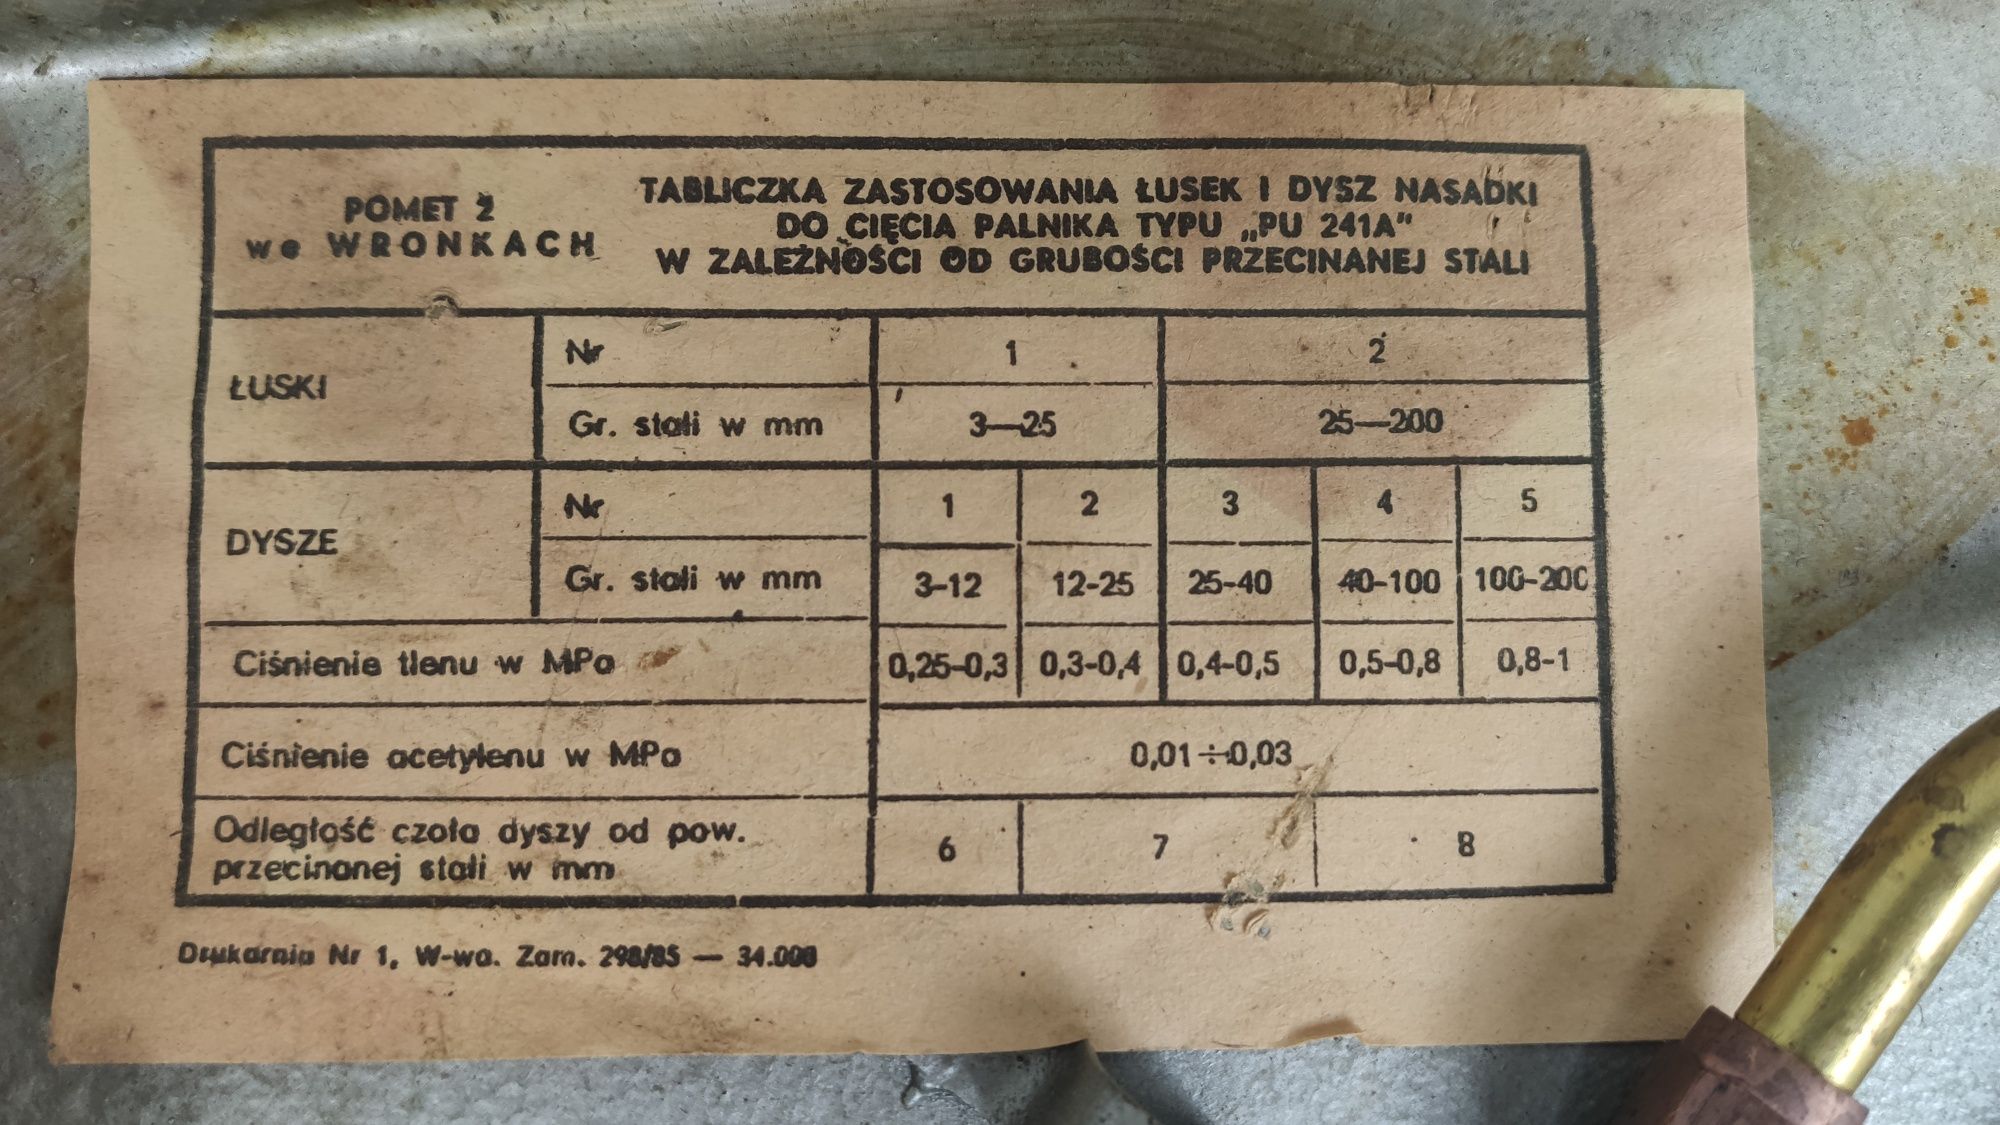 POMET 2
we WRONKACH
TABLICZKA ZASTOSOWANIA ŁUSEK I DYSZ NASADKI
DO CIĘCIA PALNIKA TYPU „PU 241A”
W ZALEŻNOŚCI OD GRUBOŚCI PRZECINANEJ STALI
ŁUSKI
Nr 1 2
Gr. stali w mm 3—25 25—200
DYSZE
Nr 1 2 3 4 5
Gr. stali w mm 3-12 12-25 25-40 40-100 100-200
Ciśnienie tlenu w MPa 0,25-0,3 0,3-0,4 0,4-0,5 0,5-0,8 0,8-1
Ciśnienie acetylenu w MPa 0,01÷0,03
Odległość czoła dyszy od pow.
przecinanej stali w mm 6 7 8
Drukarnia Nr 1, W-wa. Zam. 298/85 — 34.000